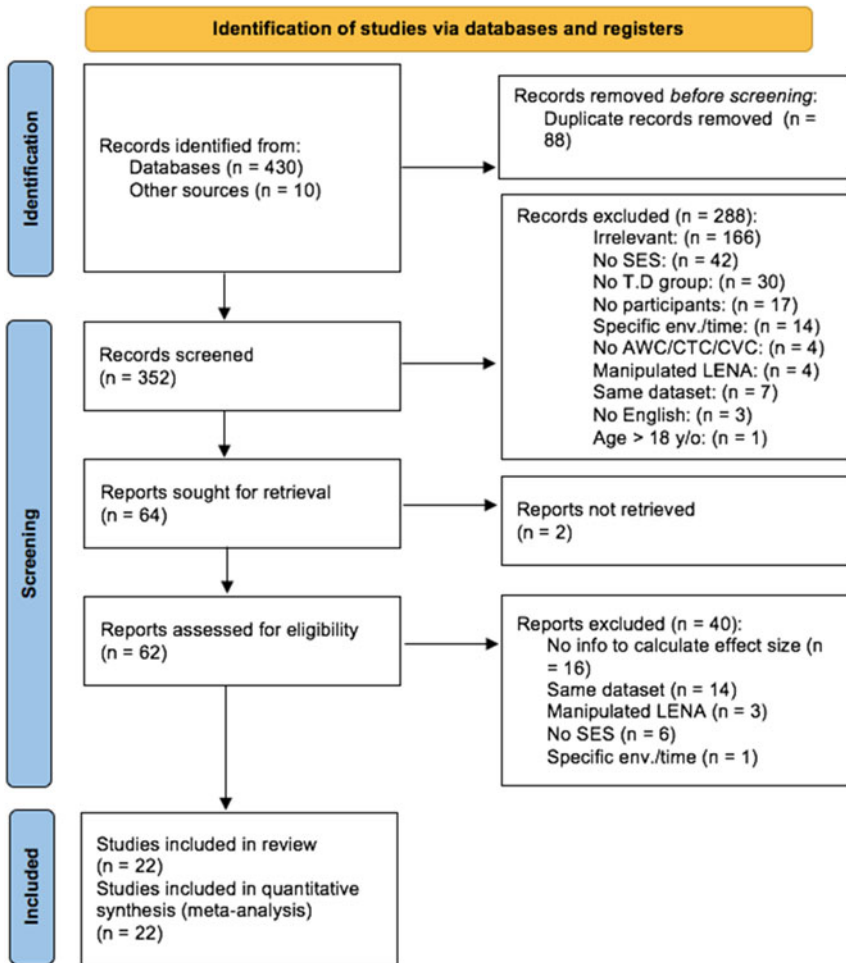 Identification of studies via databases and registers
Identification
Records identified from:
Databases (n = 430)
Other sources (n = 10)
Records removed before screening:
Duplicate records removed (n =
88)
Screening
Records screened
(n = 352)
Records excluded (n = 288):
Irrelevant: (n = 166)
No SES: (n = 42)
No T.D group: (n = 30)
No participants: (n = 17)
Specific env./time: (n = 14)
No AWC/CTC/CVC: (n = 4)
Manipulated LENA: (n = 4)
Same dataset: (n = 7)
No English: (n = 3)
Age > 18 y/o: (n = 1)
Reports sought for retrieval
(n = 64)
Reports not retrieved
(n = 2)
Reports assessed for eligibility
(n = 62)
Reports excluded (n = 40):
No info to calculate effect size (n
= 16)
Same dataset (n = 14)
Manipulated LENA (n = 3)
No SES (n = 6)
Specific env./time (n = 1)
Included
Studies included in review
(n = 22)
Studies included in quantitative
synthesis (meta-analysis)
(n = 22)